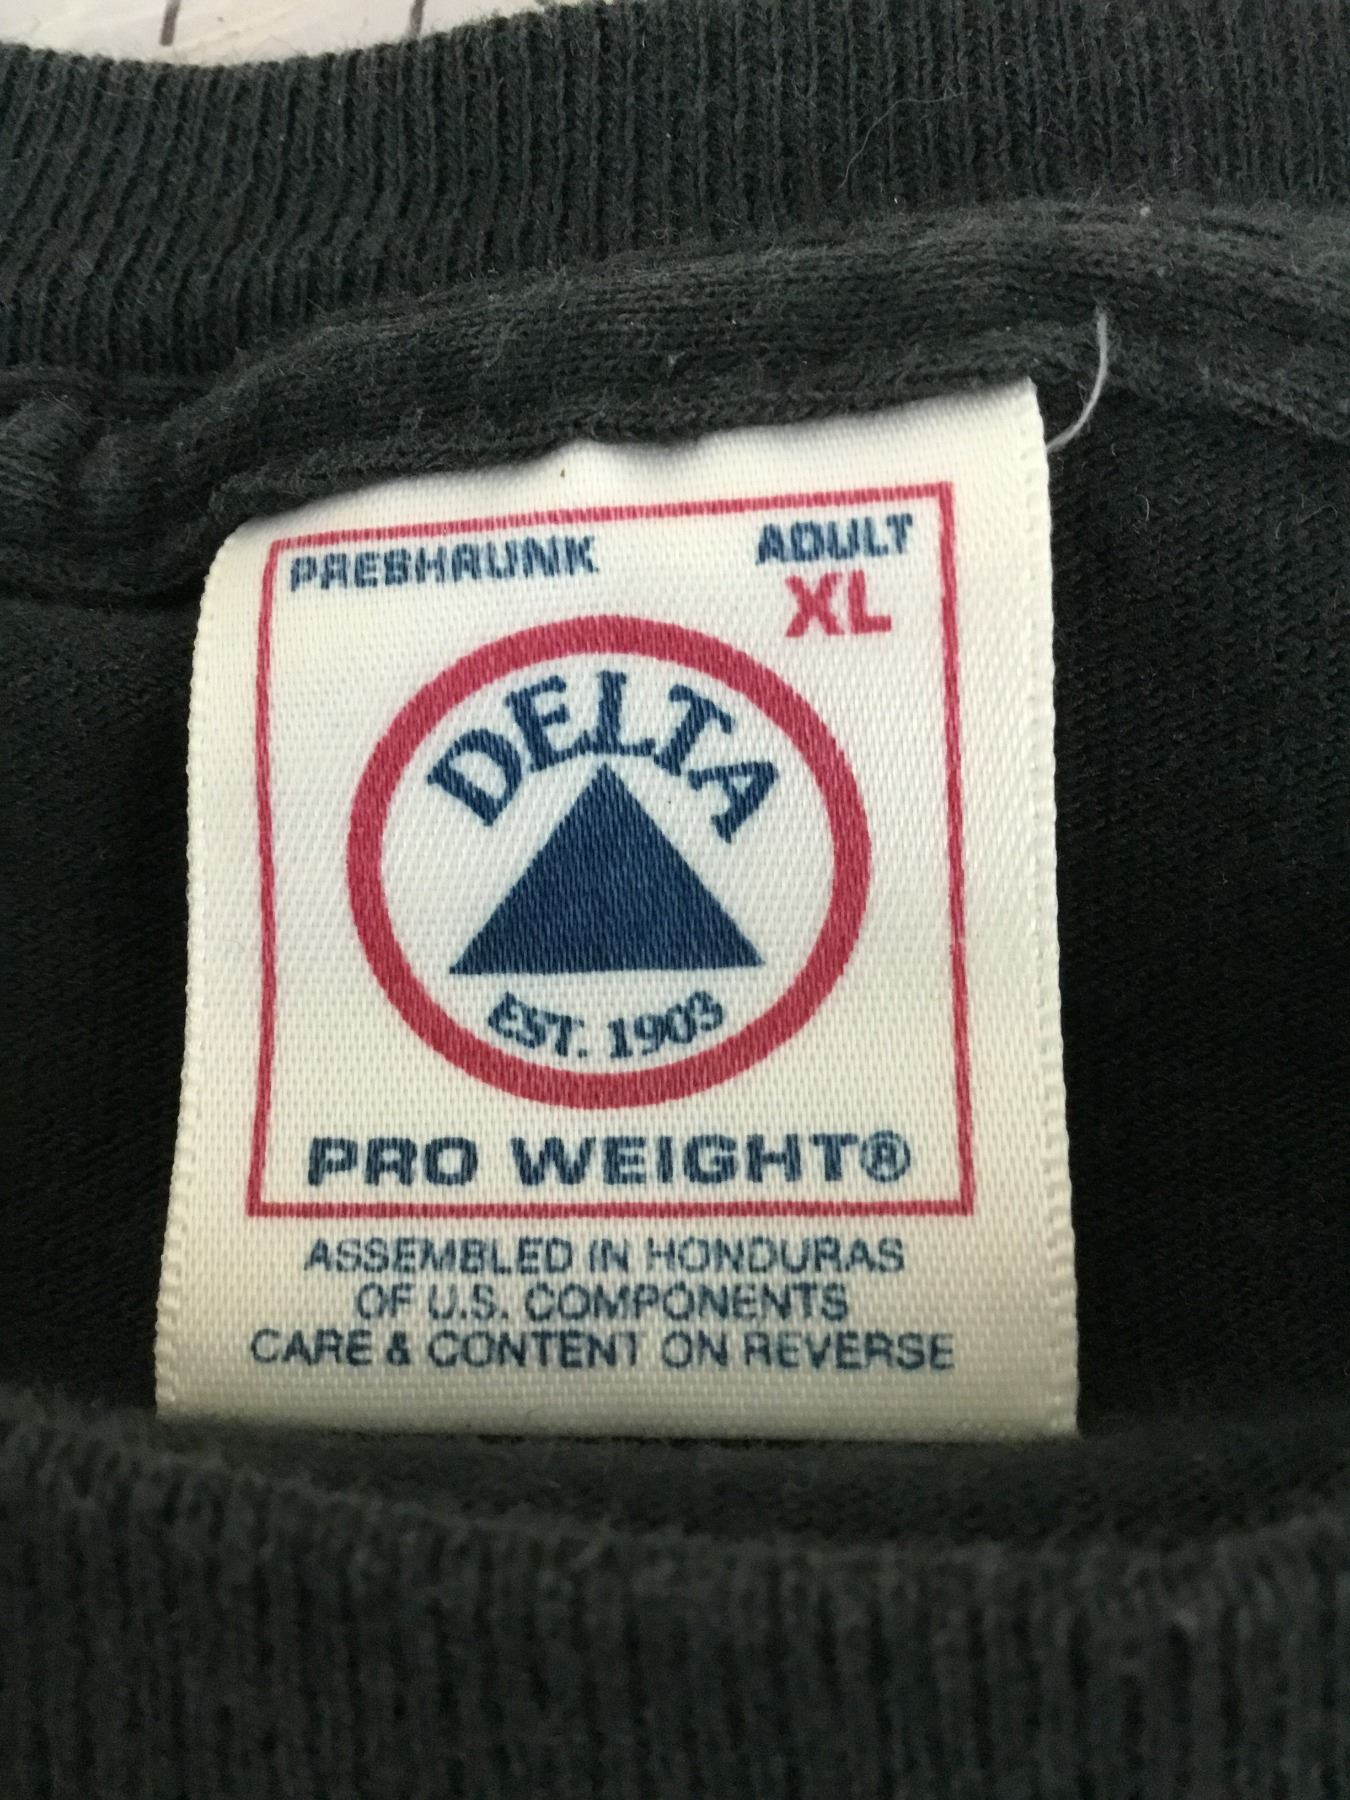 PRESHRUNK
ADULT
XL
DELTA
EST. 1903
PRO WEIGHT®
ASSEMBLED IN HONDURAS
OF U.S. COMPONENTS
CARE & CONTENT ON REVERSE